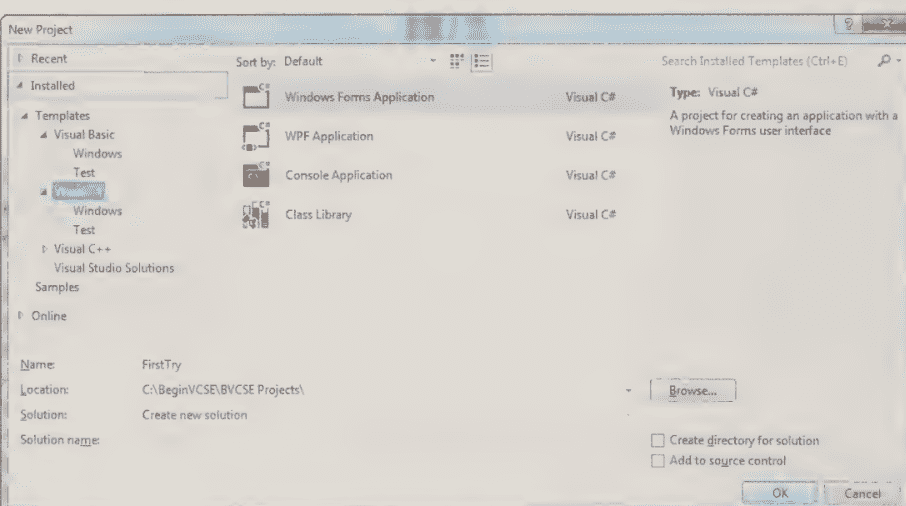 New Project
Recent
Sort by: Default
Search Installed Templates (Ctrl+E)
Installed
Templates
Visual Basic
Windows
Test
Windows
Test
Visual C++
Visual Studio Solutions
Samples
Online
Windows Forms Application Visual C#
WPF Application Visual C#
Console Application Visual C#
Class Library Visual C#
Type: Visual C#
A project for creating an application with a
Windows Forms user interface
Name: FirstTry
Location: C:\BeginVCSE\BVCSE Projects\
Browse...
Solution: Create new solution
Solution name:
Create directory for solution
Add to source control
OK Cancel